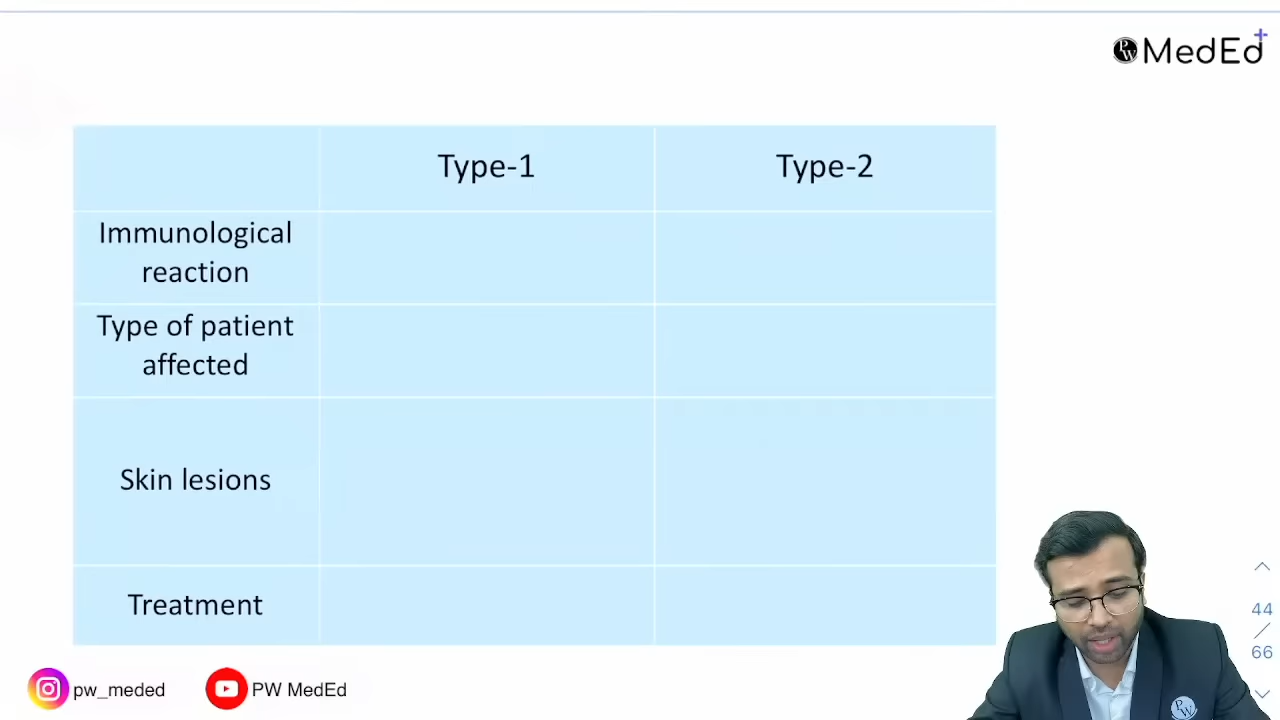 MedEd
Type-1
Type-2
Immunological
reaction
Type of patient
affected
Skin lesions
Treatment
44
66
pw_meded
PW MedEd